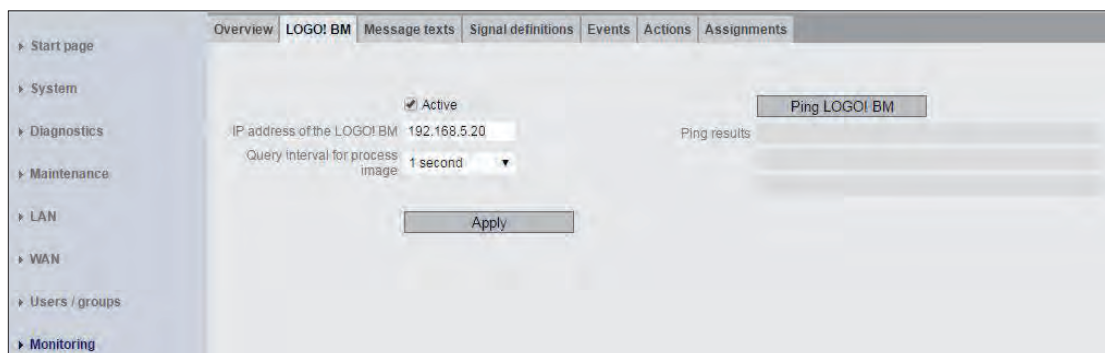 Overview LOGO! BM Message texts Signal definitions Events Actions Assignments
Start page
System
Diagnostics
Maintenance
LAN
WAN
Users / groups
Monitoring
Active
IP address of the LOGO! BM 192.168.5.20
Query interval for process
image
1 second
Apply
Ping LOGO! BM
Ping results